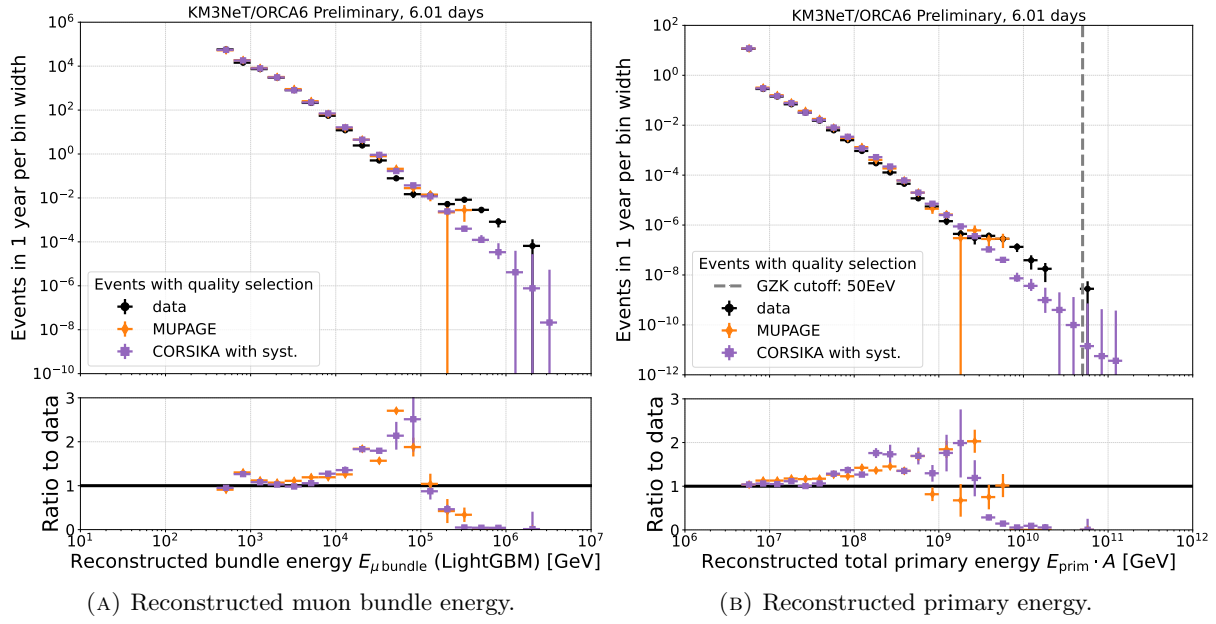 KM3NeT/ORCA6 Preliminary, 6.01 days
Events in 1 year per bin width
10^6
10^4
10^2
10^0
10^−2
10^−4
10^−6
10^−8
10^−10
Events with quality selection
data
MUPAGE
CORSIKA with syst.
Ratio to data
3
2
1
0
10^1 10^2 10^3 10^4 10^5 10^6 10^7
Reconstructed bundle energy E_μ bundle (LightGBM) [GeV]
(A) Reconstructed muon bundle energy.
KM3NeT/ORCA6 Preliminary, 6.01 days
Events in 1 year per bin width
10^2
10^0
10^−2
10^−4
10^−6
10^−8
10^−10
10^−12
Events with quality selection
GZK cutoff: 50EeV
data
MUPAGE
CORSIKA with syst.
Ratio to data
3
2
1
0
10^6 10^7 10^8 10^9 10^10 10^11 10^12
Reconstructed total primary energy E_prim · A [GeV]
(B) Reconstructed primary energy.